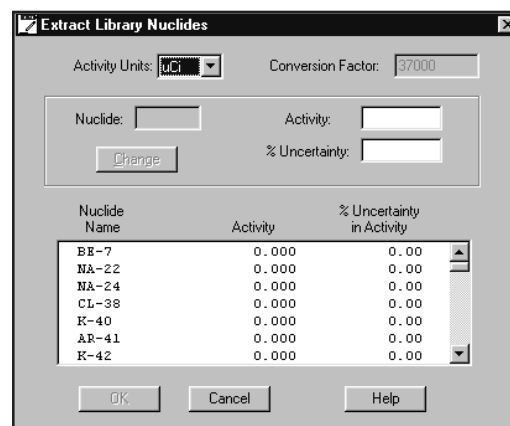 Extract Library Nuclides
Activity Units: uCi Conversion Factor: 37000
Nuclide: Activity:
Change % Uncertainty:
Nuclide Name Activity % Uncertainty in Activity
BE-7 0.000 0.00
NA-22 0.000 0.00
NA-24 0.000 0.00
CL-38 0.000 0.00
K-40 0.000 0.00
AR-41 0.000 0.00
K-42 0.000 0.00
OK Cancel Help